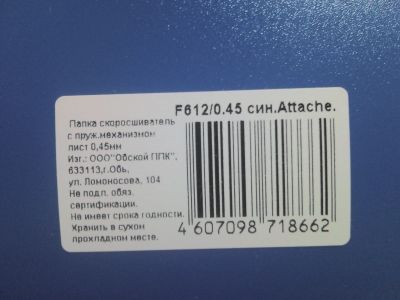 F612/0.45 син.Attache.
Папка скоросшиватель
с пруж.механизмом
лист 0,45мм
Изг.: ООО"Обской ППК",
633113,г.Обь,
ул. Ломоносова, 104
Не подл. обяз.
сертификации.
Не имеет срока годности.
Хранить в сухом
прохладном месте.
4 607098 718662